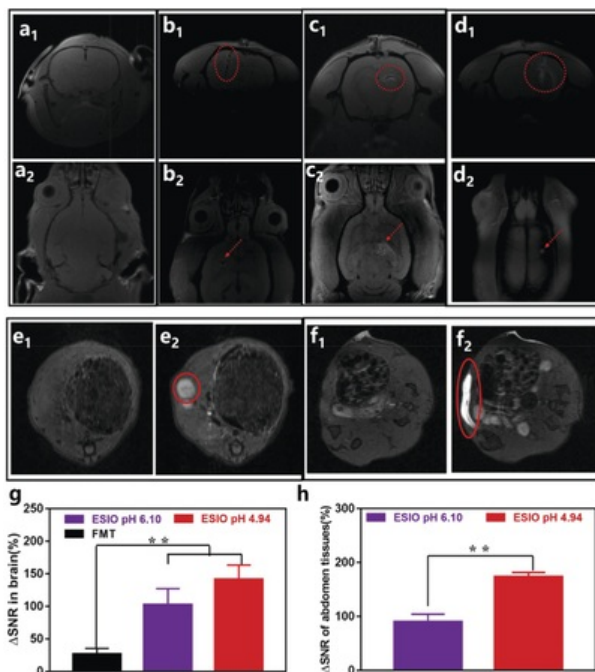 a1 b1 c1 d1
a2 b2 c2 d2
e1 e2 f1 f2
g
ESIO pH 6.10 ESIO pH 4.94
FMT
ΔSNR in brain(%)
250
200
150
100
50
0
**
h
ESIO pH 6.10 ESIO pH 4.94
ΔSNR of abdomen tissues(%)
300
200
100
0
**